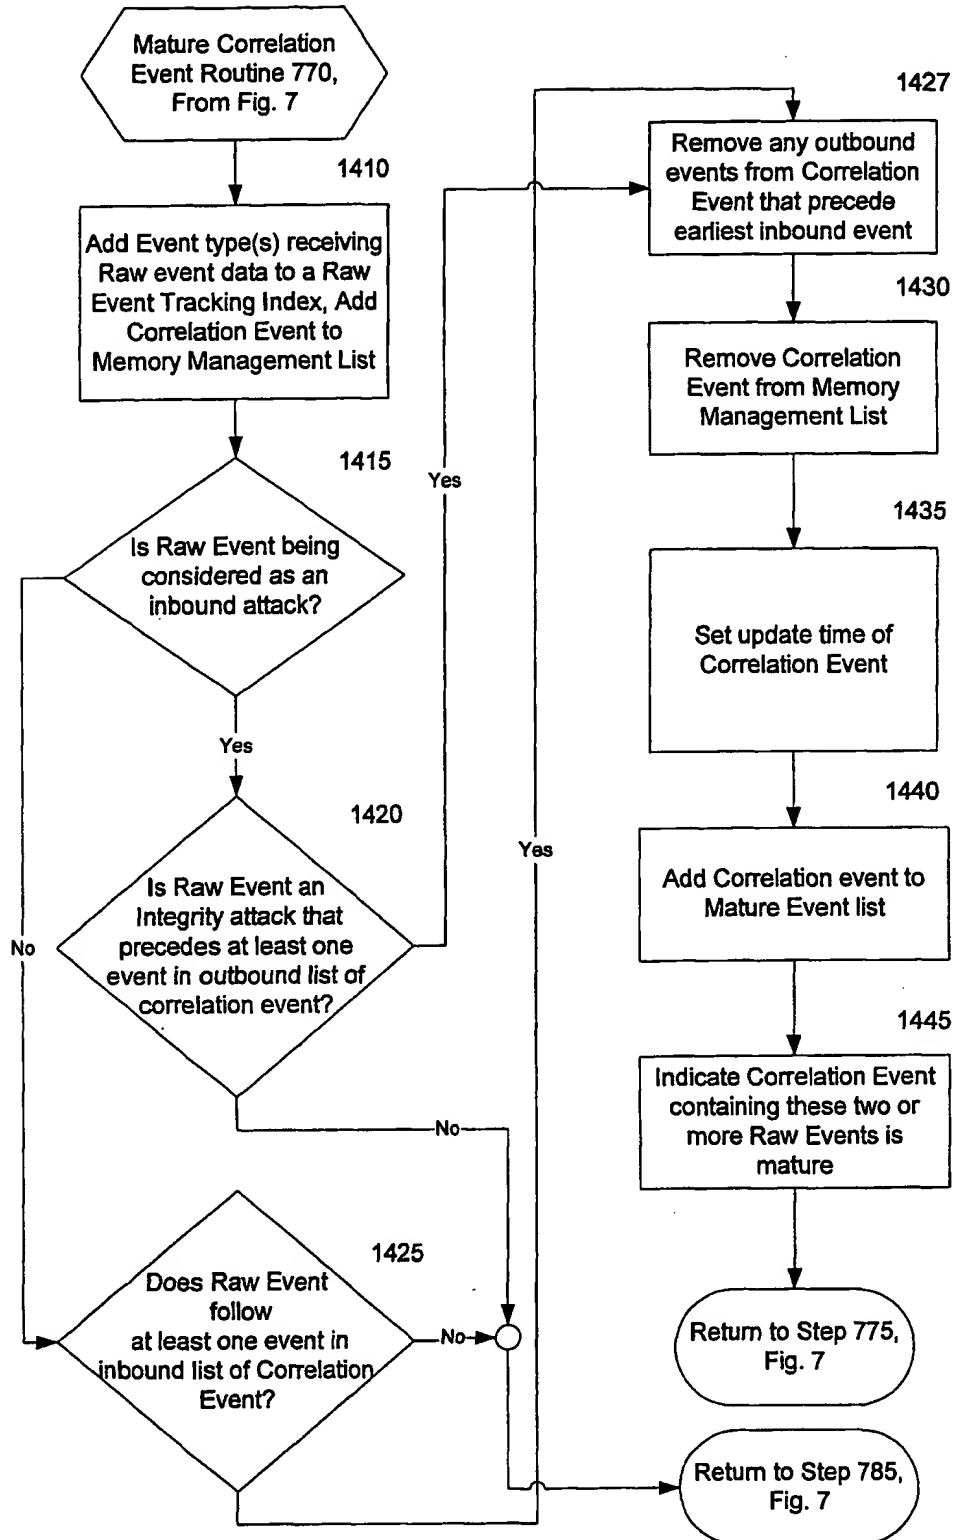 Mature Correlation
Event Routine 770,
From Fig. 7
1410
Add Event type(s) receiving
Raw event data to a Raw
Event Tracking Index, Add
Correlation Event to
Memory Management List
1415
Is Raw Event being
considered as an
inbound attack?
Yes
Yes
No
1420
Is Raw Event an
Integrity attack that
precedes at least one
event in outbound list of
correlation event?
No
Yes
1425
Does Raw Event
follow
at least one event in
inbound list of Correlation
Event?
No
1427
Remove any outbound
events from Correlation
Event that precede
earliest inbound event
1430
Remove Correlation
Event from Memory
Management List
1435
Set update time of
Correlation Event
1440
Add Correlation event to
Mature Event list
1445
Indicate Correlation Event
containing these two or
more Raw Events is
mature
Return to Step 775,
Fig. 7
Return to Step 785,
Fig. 7